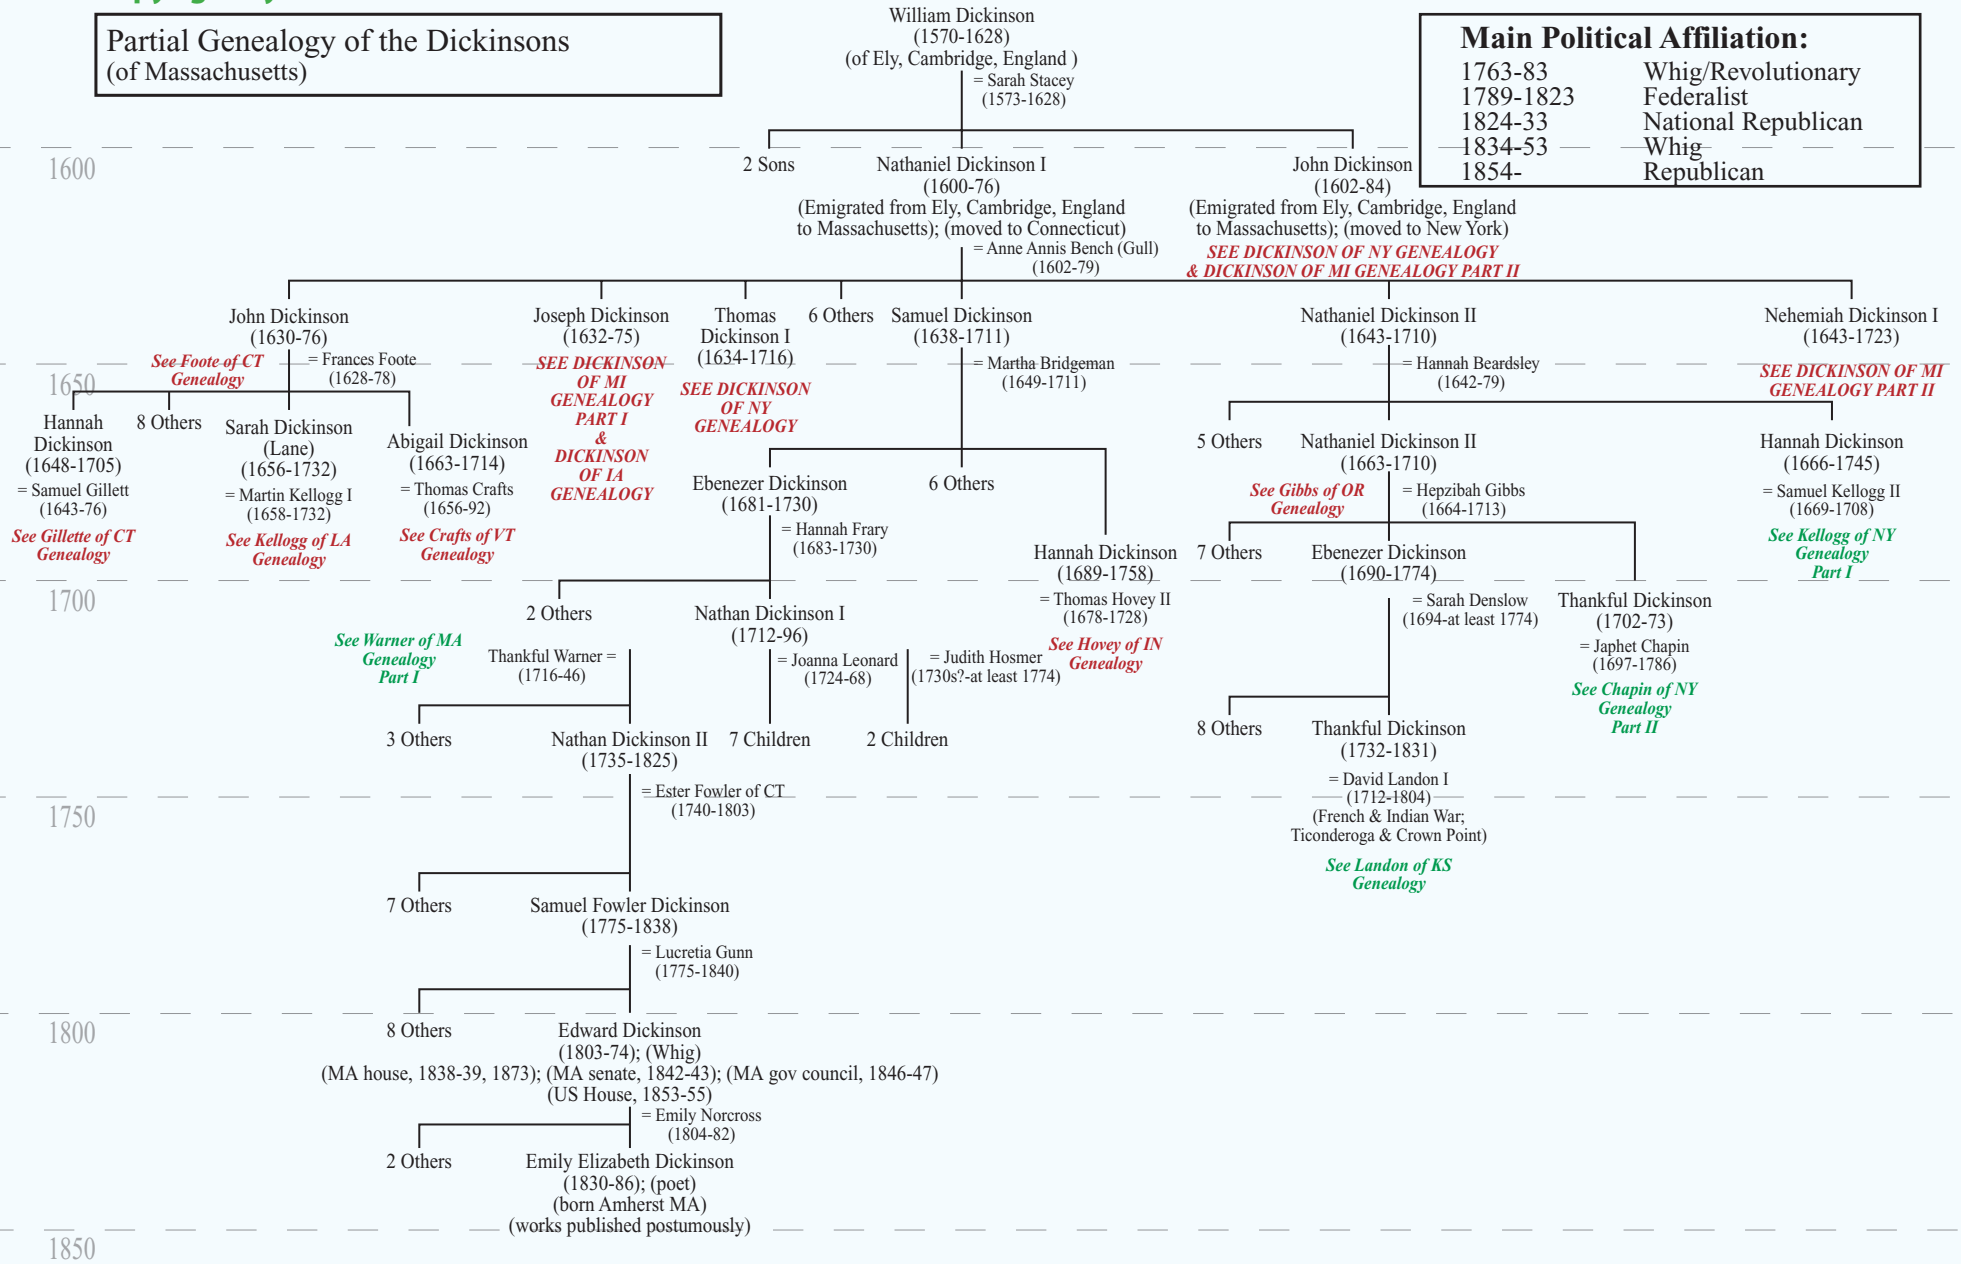 Partial Genealogy of the Dickinsons
(of Massachusetts)
William Dickinson
(1570-1628)
(of Ely, Cambridge, England )
= Sarah Stacey
(1573-1628)
Main Political Affiliation:
1763-83 Whig/Revolutionary
1789-1823 Federalist
1824-33 National Republican
1834-53 Whig
1854- Republican
1600
2 Sons
Nathaniel Dickinson I
(1600-76)
(Emigrated from Ely, Cambridge, England
to Massachusetts); (moved to Connecticut)
= Anne Annis Bench (Gull)
(1602-79)
John Dickinson
(1602-84)
(Emigrated from Ely, Cambridge, England
to Massachusetts); (moved to New York)
SEE DICKINSON OF NY GENEALOGY
& DICKINSON OF MI GENEALOGY PART II
John Dickinson
(1630-76)
See Foote of CT
Genealogy
= Frances Foote
(1628-78)
Joseph Dickinson
(1632-75)
SEE DICKINSON
OF MI
GENEALOGY
PART I
&
DICKINSON
OF IA
GENEALOGY
Thomas
Dickinson I
(1634-1716)
SEE DICKINSON
OF NY
GENEALOGY
6 Others
Samuel Dickinson
(1638-1711)
= Martha Bridgeman
(1649-1711)
Nathaniel Dickinson II
(1643-1710)
= Hannah Beardsley
(1642-79)
Nehemiah Dickinson I
(1643-1723)
SEE DICKINSON OF MI
GENEALOGY PART II
1650
Hannah
Dickinson
(1648-1705)
= Samuel Gillett
(1643-76)
See Gillette of CT
Genealogy
8 Others
Sarah Dickinson
(Lane)
(1656-1732)
= Martin Kellogg I
(1658-1732)
See Kellogg of LA
Genealogy
Abigail Dickinson
(1663-1714)
= Thomas Crafts
(1656-92)
See Crafts of VT
Genealogy
Ebenezer Dickinson
(1681-1730)
= Hannah Frary
(1683-1730)
6 Others
Hannah Dickinson
(1689-1758)
= Thomas Hovey II
(1678-1728)
See Hovey of IN
Genealogy
5 Others
Nathaniel Dickinson II
(1663-1710)
See Gibbs of OR
Genealogy
= Hepzibah Gibbs
(1664-1713)
Hannah Dickinson
(1666-1745)
= Samuel Kellogg II
(1669-1708)
See Kellogg of NY
Genealogy
Part I
7 Others
Ebenezer Dickinson
(1690-1774)
= Sarah Denslow
(1694-at least 1774)
Thankful Dickinson
(1702-73)
= Japhet Chapin
(1697-1786)
See Chapin of NY
Genealogy
Part II
1700
2 Others
Nathan Dickinson I
(1712-96)
See Warner of MA
Genealogy
Part I
Thankful Warner =
(1716-46)
= Joanna Leonard
(1724-68)
= Judith Hosmer
(1730s?-at least 1774)
3 Others
Nathan Dickinson II
(1735-1825)
7 Children
2 Children
8 Others
Thankful Dickinson
(1732-1831)
= David Landon I
(1712-1804)
(French & Indian War;
Ticonderoga & Crown Point)
See Landon of KS
Genealogy
1750
= Ester Fowler of CT
(1740-1803)
7 Others
Samuel Fowler Dickinson
(1775-1838)
= Lucretia Gunn
(1775-1840)
1800
8 Others
Edward Dickinson
(1803-74); (Whig)
(MA house, 1838-39, 1873); (MA senate, 1842-43); (MA gov council, 1846-47)
(US House, 1853-55)
= Emily Norcross
(1804-82)
2 Others
Emily Elizabeth Dickinson
(1830-86); (poet)
(born Amherst MA)
(works published postumously)
1850